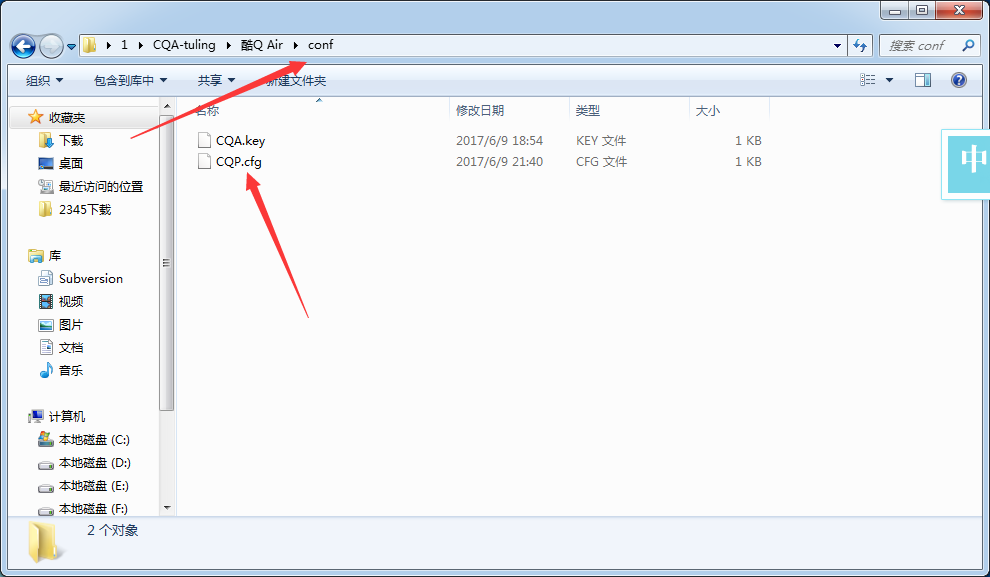 1 CQA-tuling 酷Q Air conf 搜索 conf
组织 包含到库中 共享 新建文件夹
收藏夹
下载
桌面
最近访问的位置
2345下载
库
Subversion
视频
图片
文档
音乐
计算机
本地磁盘 (C:)
本地磁盘 (D:)
本地磁盘 (E:)
本地磁盘 (F:)
名称 修改日期 类型 大小
CQA.key 2017/6/9 18:54 KEY 文件 1 KB
CQP.cfg 2017/6/9 21:40 CFG 文件 1 KB
中
2 个对象